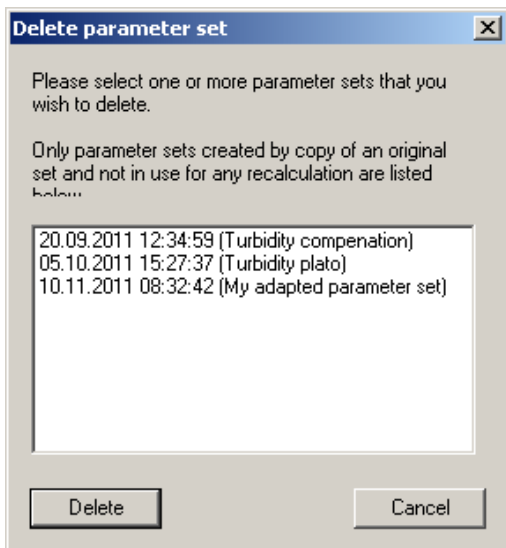 Delete parameter set
Please select one or more parameter sets that you
wish to delete.
Only parameter sets created by copy of an original
set and not in use for any recalculation are listed
below
20.09.2011 12:34:59 (Turbidity compenation)
05.10.2011 15:27:37 (Turbidity plato)
10.11.2011 08:32:42 (My adapted parameter set)
Delete
Cancel